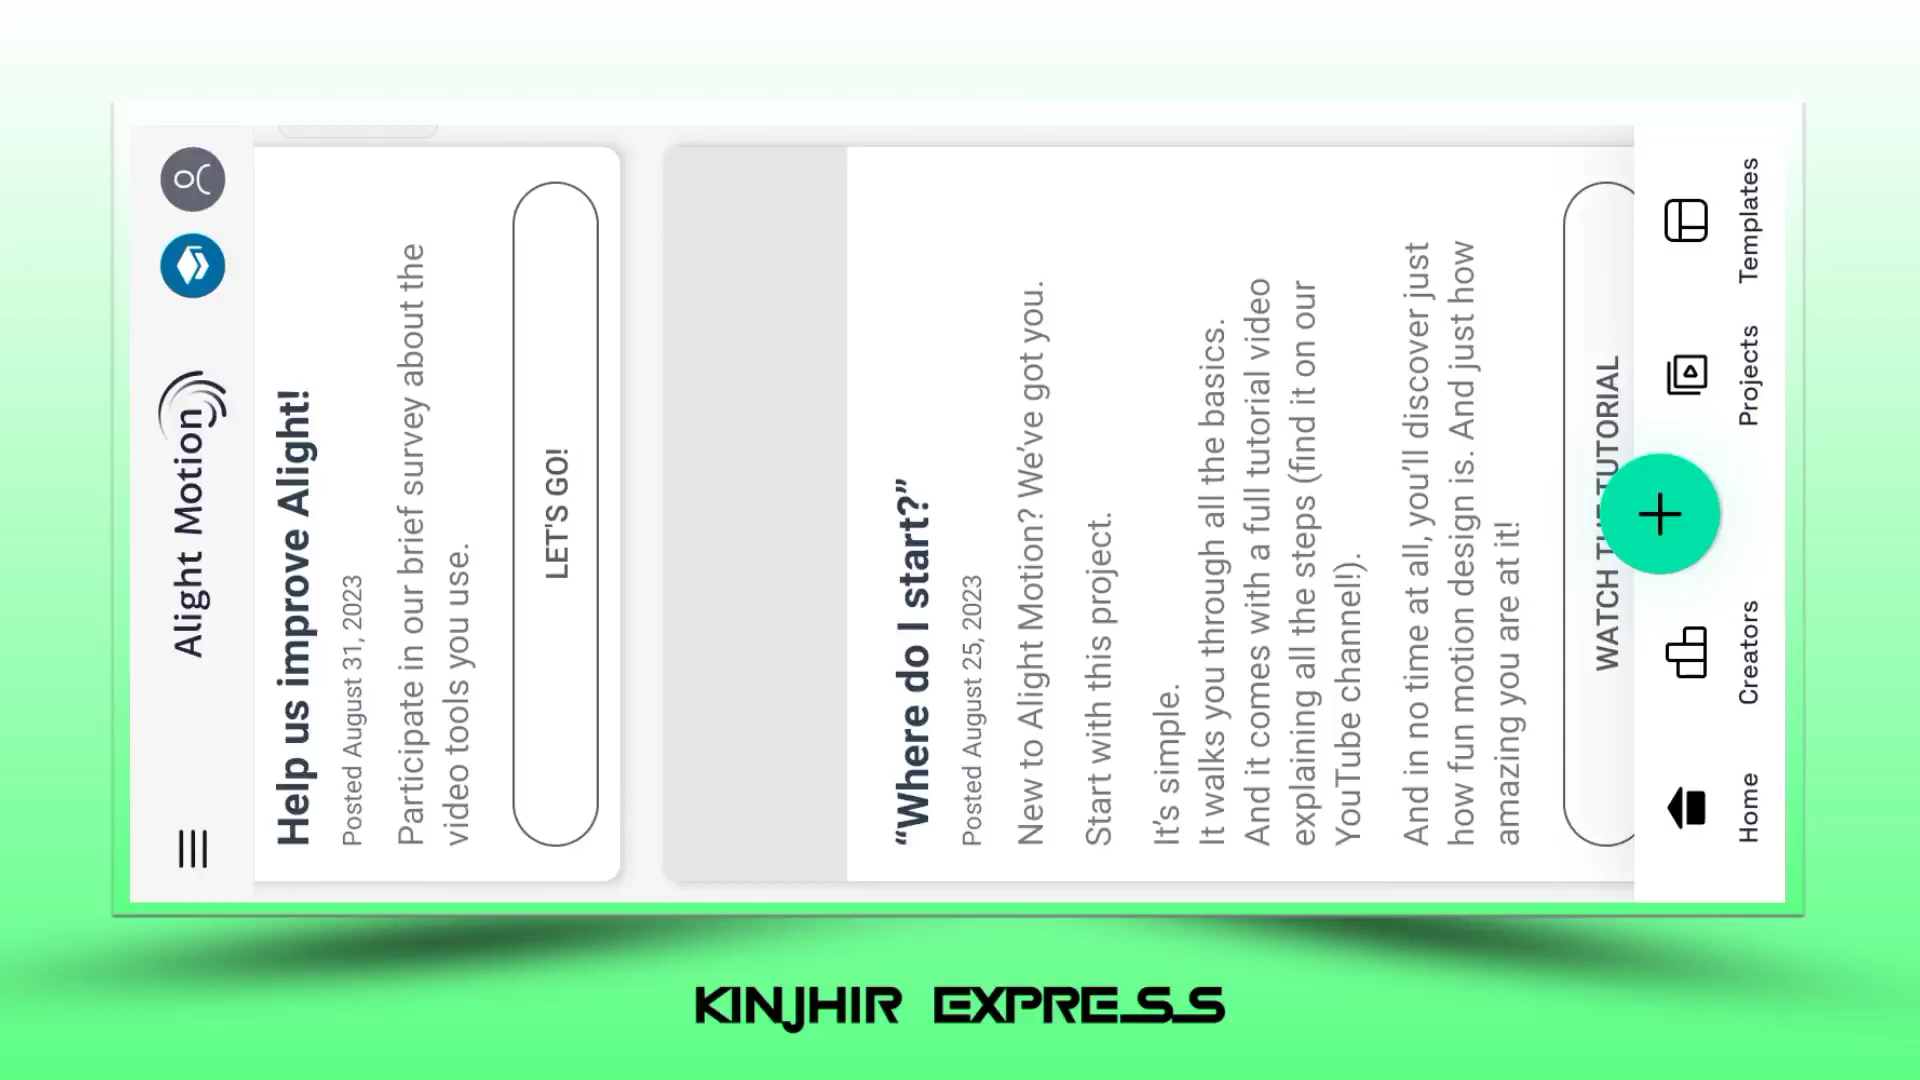 Alight Motion
Help us improve Alight!
Posted August 31, 2023
Participate in our brief survey about the
video tools you use.
LET'S GO!
“Where do I start?”
Posted August 25, 2023
New to Alight Motion? We’ve got you.
Start with this project.
It’s simple.
It walks you through all the basics.
And it comes with a full tutorial video
explaining all the steps (find it on our
YouTube channel!).
And in no time at all, you’ll discover just
how fun motion design is. And just how
amazing you are at it!
WATCH THE TUTORIAL
Home
Creators
Projects
Templates
KINJHIR EXPRESS